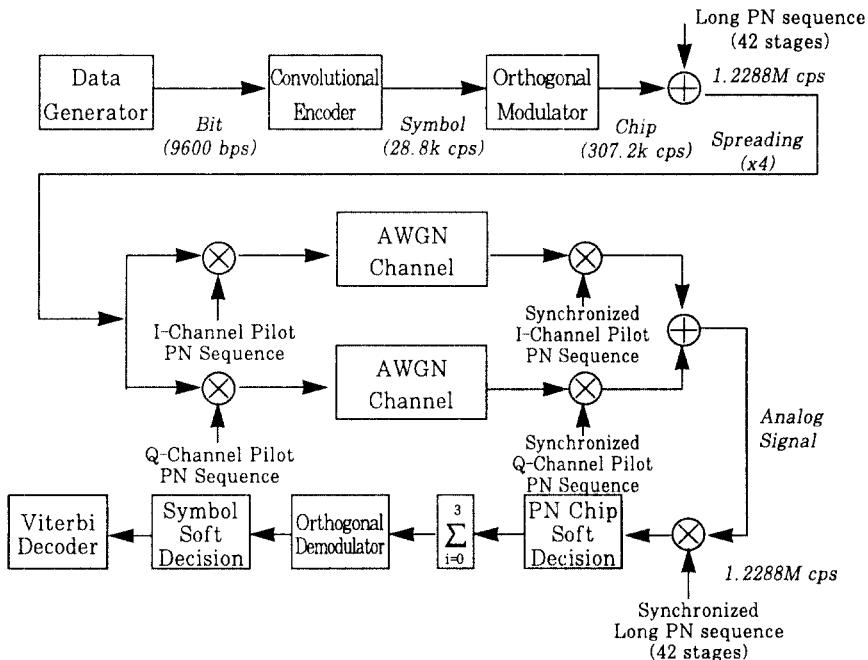 Long PN sequence
(42 stages)
1.2288M cps
Data
Generator
Convolutional
Encoder
Orthogonal
Modulator
Bit
(9600 bps)
Symbol
(28.8k cps)
Chip
(307.2k cps)
Spreading
(x4)
AWGN
Channel
I-Channel Pilot
PN Sequence
Synchronized
I-Channel Pilot
PN Sequence
AWGN
Channel
Q-Channel Pilot
PN Sequence
Synchronized
Q-Channel Pilot
PN Sequence
Analog
Signal
Viterbi
Decoder
Symbol
Soft
Decision
Orthogonal
Demodulator
3
Σ
i=0
PN Chip
Soft
Decision
1.2288M cps
Synchronized
Long PN sequence
(42 stages)